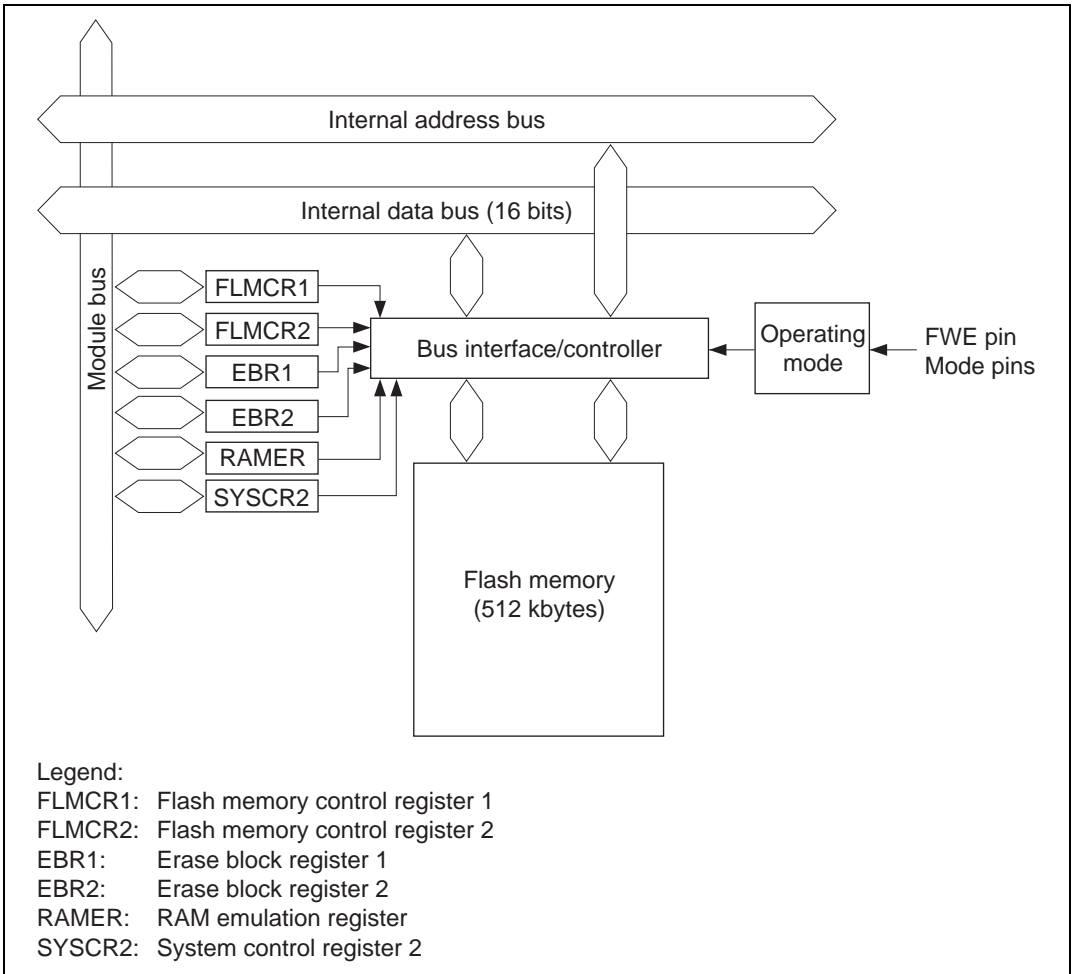 Internal address bus
Internal data bus (16 bits)
Module bus
FLMCR1
FLMCR2
EBR1
EBR2
RAMER
SYSCR2
Bus interface/controller
Operating
mode
FWE pin
Mode pins
Flash memory
(512 kbytes)
Legend:
FLMCR1: Flash memory control register 1
FLMCR2: Flash memory control register 2
EBR1: Erase block register 1
EBR2: Erase block register 2
RAMER: RAM emulation register
SYSCR2: System control register 2